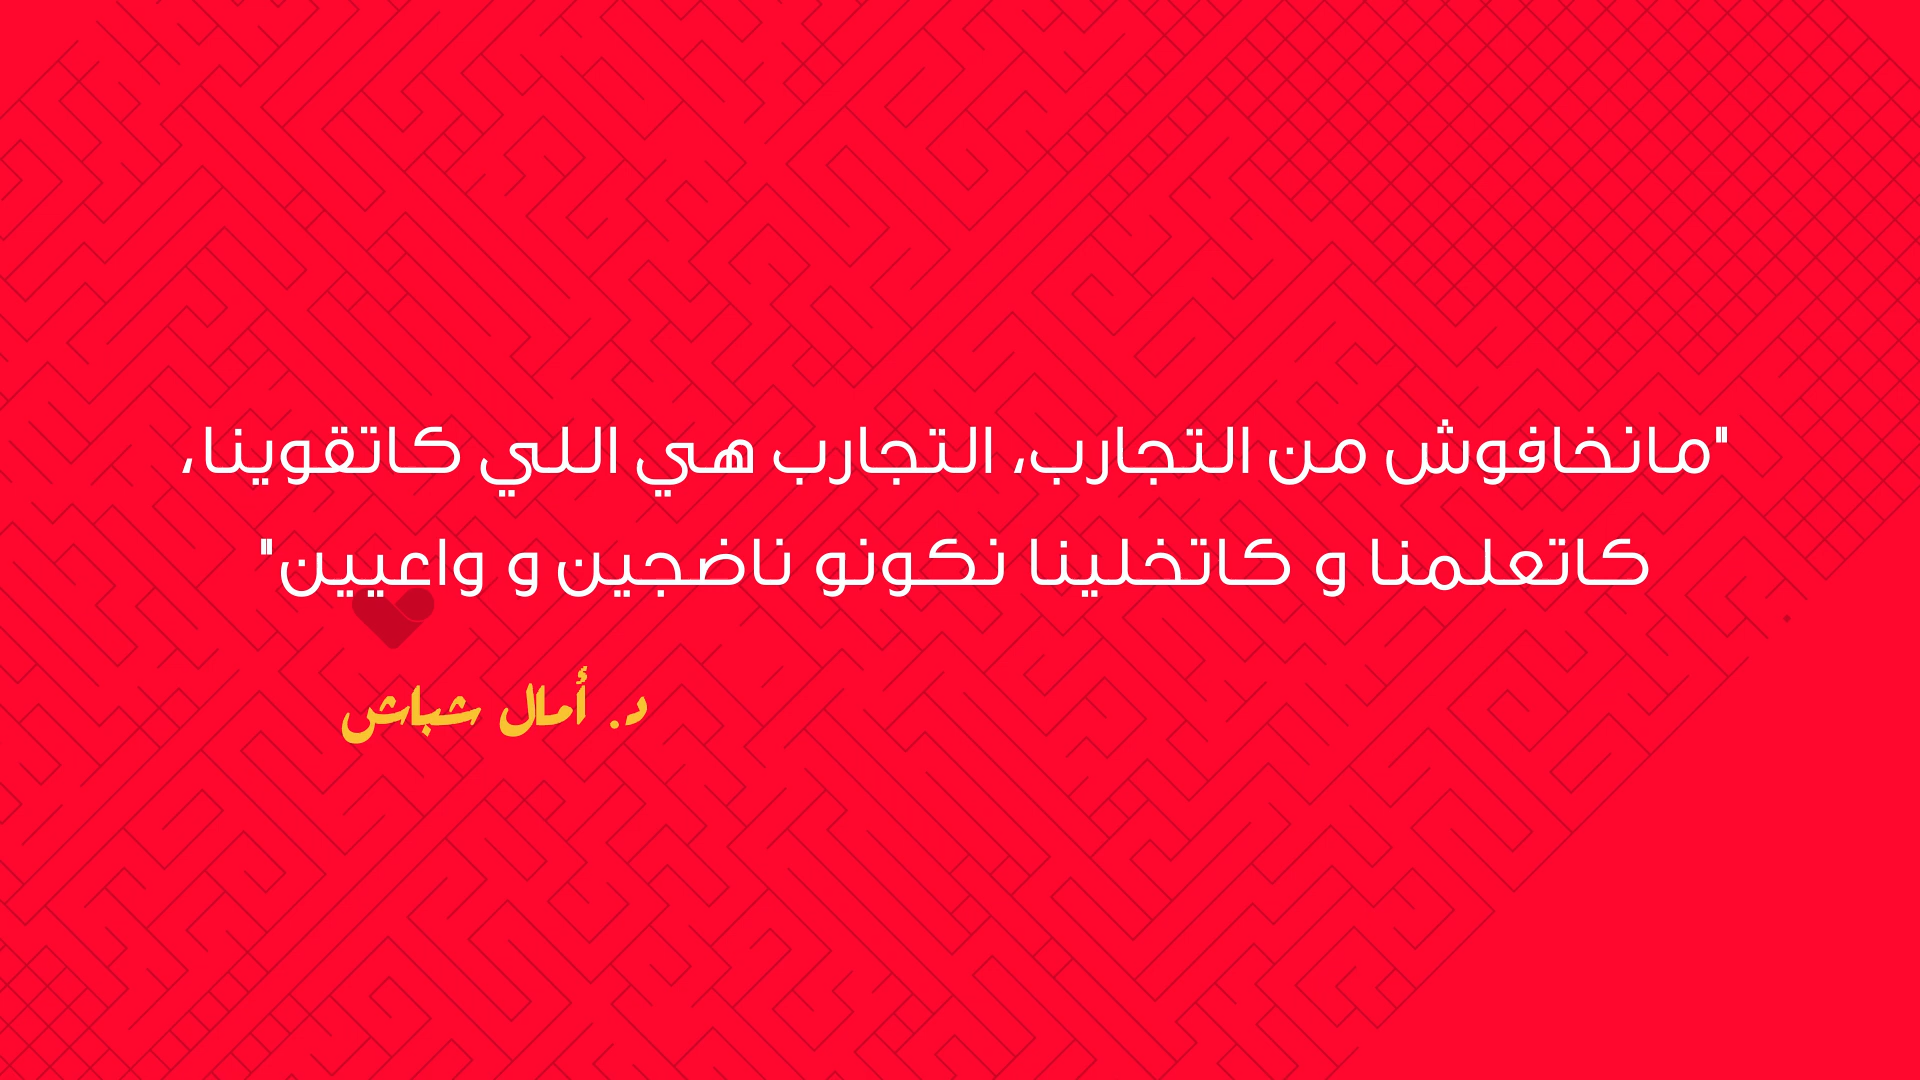 "مانخافوش من التجارب، التجارب هي اللي كاتقوينا،
كاتعلمنا و كاتخلينا نكونو ناضجين و واعيين"
د. أمال شباش